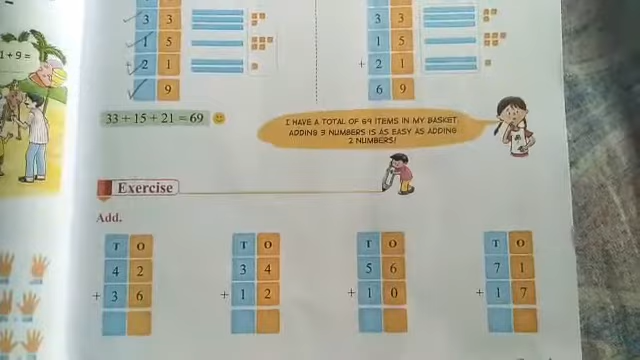 3 3
1 5
+ 2 1
9
3 3
1 5
+ 2 1
6 9
1 + 9 =
33 + 15 + 21 = 69
I HAVE A TOTAL OF 69 ITEMS IN MY BASKET.
ADDING 3 NUMBERS IS AS EASY AS ADDING
2 NUMBERS!
Exercise
Add.
T O
4 2
+ 3 6
T O
3 4
+ 1 2
T O
5 6
+ 1 0
T O
7 1
+ 1 7